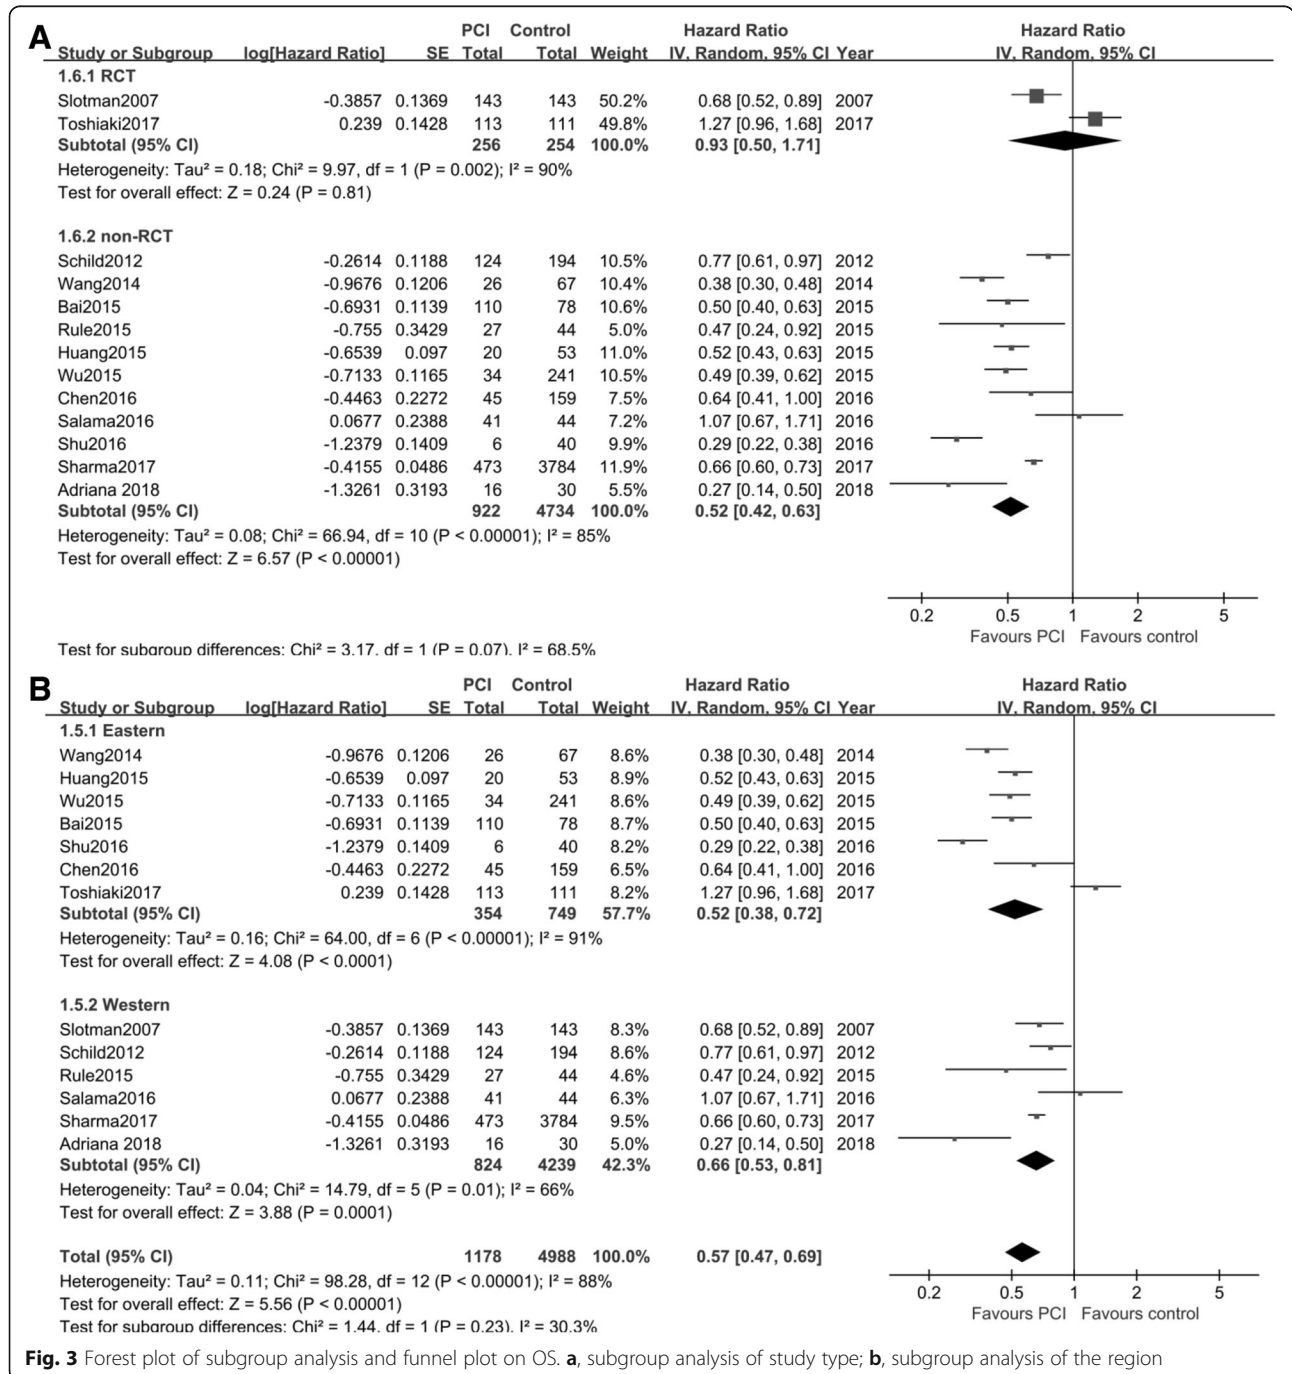 A
PCI Control Hazard Ratio Hazard Ratio
Study or Subgroup log[Hazard Ratio] SE Total Total Weight IV, Random, 95% CI Year IV, Random, 95% CI
1.6.1 RCT
Slotman2007 -0.3857 0.1369 143 143 50.2% 0.68 [0.52, 0.89] 2007
Toshiaki2017 0.239 0.1428 113 111 49.8% 1.27 [0.96, 1.68] 2017
Subtotal (95% CI) 256 254 100.0% 0.93 [0.50, 1.71]
Heterogeneity: Tau² = 0.18; Chi² = 9.97, df = 1 (P = 0.002); I² = 90%
Test for overall effect: Z = 0.24 (P = 0.81)
1.6.2 non-RCT
Schild2012 -0.2614 0.1188 124 194 10.5% 0.77 [0.61, 0.97] 2012
Wang2014 -0.9676 0.1206 26 67 10.4% 0.38 [0.30, 0.48] 2014
Bai2015 -0.6931 0.1139 110 78 10.6% 0.50 [0.40, 0.63] 2015
Rule2015 -0.755 0.3429 27 44 5.0% 0.47 [0.24, 0.92] 2015
Huang2015 -0.6539 0.097 20 53 11.0% 0.52 [0.43, 0.63] 2015
Wu2015 -0.7133 0.1165 34 241 10.5% 0.49 [0.39, 0.62] 2015
Chen2016 -0.4463 0.2272 45 159 7.5% 0.64 [0.41, 1.00] 2016
Salama2016 0.0677 0.2388 41 44 7.2% 1.07 [0.67, 1.71] 2016
Shu2016 -1.2379 0.1409 6 40 9.9% 0.29 [0.22, 0.38] 2016
Sharma2017 -0.4155 0.0486 473 3784 11.9% 0.66 [0.60, 0.73] 2017
Adriana 2018 -1.3261 0.3193 16 30 5.5% 0.27 [0.14, 0.50] 2018
Subtotal (95% CI) 922 4734 100.0% 0.52 [0.42, 0.63]
Heterogeneity: Tau² = 0.08; Chi² = 66.94, df = 10 (P < 0.00001); I² = 85%
Test for overall effect: Z = 6.57 (P < 0.00001)
0.2 0.5 1 2 5
Favours PCI Favours control
Test for subgroup differences: Chi² = 3.17, df = 1 (P = 0.07), I² = 68.5%
B
PCI Control Hazard Ratio Hazard Ratio
Study or Subgroup log[Hazard Ratio] SE Total Total Weight IV, Random, 95% CI Year IV, Random, 95% CI
1.5.1 Eastern
Wang2014 -0.9676 0.1206 26 67 8.6% 0.38 [0.30, 0.48] 2014
Huang2015 -0.6539 0.097 20 53 8.9% 0.52 [0.43, 0.63] 2015
Wu2015 -0.7133 0.1165 34 241 8.6% 0.49 [0.39, 0.62] 2015
Bai2015 -0.6931 0.1139 110 78 8.7% 0.50 [0.40, 0.63] 2015
Shu2016 -1.2379 0.1409 6 40 8.2% 0.29 [0.22, 0.38] 2016
Chen2016 -0.4463 0.2272 45 159 6.5% 0.64 [0.41, 1.00] 2016
Toshiaki2017 0.239 0.1428 113 111 8.2% 1.27 [0.96, 1.68] 2017
Subtotal (95% CI) 354 749 57.7% 0.52 [0.38, 0.72]
Heterogeneity: Tau² = 0.16; Chi² = 64.00, df = 6 (P < 0.00001); I² = 91%
Test for overall effect: Z = 4.08 (P < 0.0001)
1.5.2 Western
Slotman2007 -0.3857 0.1369 143 143 8.3% 0.68 [0.52, 0.89] 2007
Schild2012 -0.2614 0.1188 124 194 8.6% 0.77 [0.61, 0.97] 2012
Rule2015 -0.755 0.3429 27 44 4.6% 0.47 [0.24, 0.92] 2015
Salama2016 0.0677 0.2388 41 44 6.3% 1.07 [0.67, 1.71] 2016
Sharma2017 -0.4155 0.0486 473 3784 9.5% 0.66 [0.60, 0.73] 2017
Adriana 2018 -1.3261 0.3193 16 30 5.0% 0.27 [0.14, 0.50] 2018
Subtotal (95% CI) 824 4239 42.3% 0.66 [0.53, 0.81]
Heterogeneity: Tau² = 0.04; Chi² = 14.79, df = 5 (P = 0.01); I² = 66%
Test for overall effect: Z = 3.88 (P = 0.0001)
Total (95% CI) 1178 4988 100.0% 0.57 [0.47, 0.69]
Heterogeneity: Tau² = 0.11; Chi² = 98.28, df = 12 (P < 0.00001); I² = 88%
0.2 0.5 1 2 5
Test for overall effect: Z = 5.56 (P < 0.00001)
Favours PCI Favours control
Test for subgroup differences: Chi² = 1.44, df = 1 (P = 0.23), I² = 30.3%
Fig. 3 Forest plot of subgroup analysis and funnel plot on OS. a, subgroup analysis of study type; b, subgroup analysis of the region